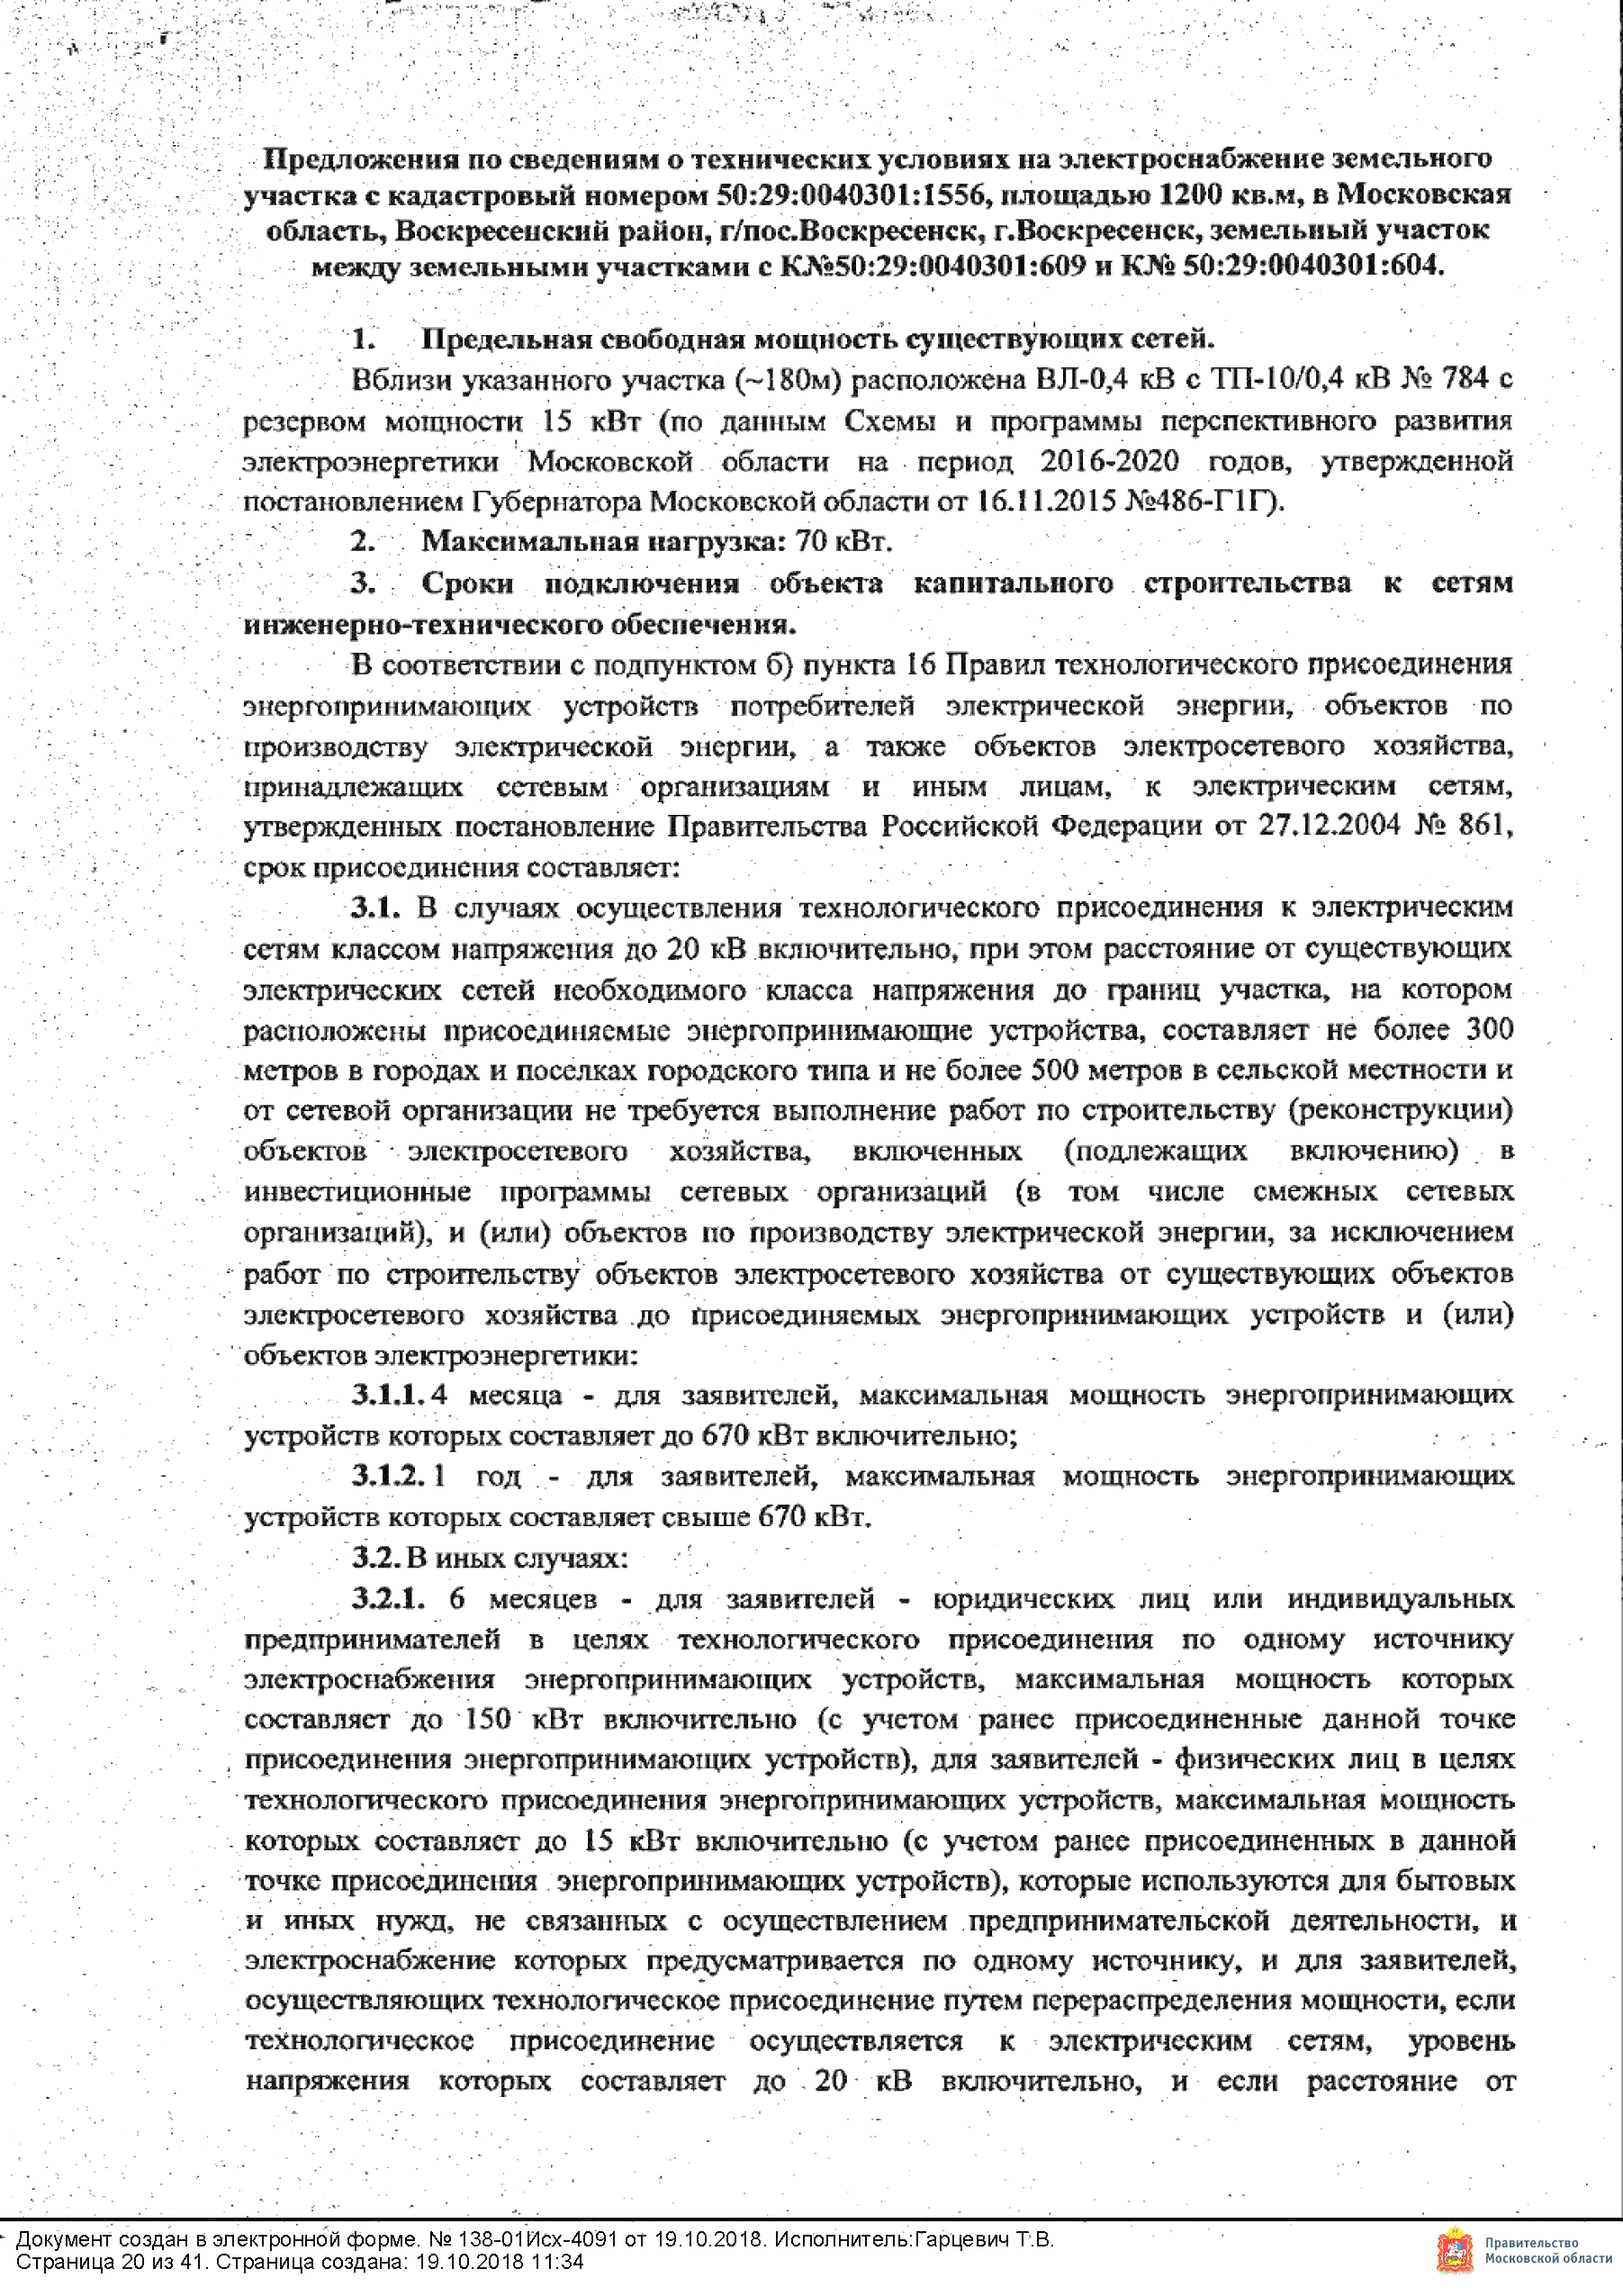 Предложения по сведениям о технических условиях на электроснабжение земельного
участка с кадастровый номером 50:29:0040301:1556, площадью 1200 кв.м, в Московская
область, Воскресенский район, г/пос.Воскресенск, г.Воскресенск, земельный участок
между земельными участками с К№50:29:0040301:609 и К№ 50:29:0040301:604.
1. Предельная свободная мощность существующих сетей.
Вблизи указанного участка (~180м) расположена ВЛ-0,4 кВ с ТП-10/0,4 кВ № 784 с
резервом мощности 15 кВт (по данным Схемы и программы перспективного развития
электроэнергетики Московской области на период 2016-2020 годов, утвержденной
постановлением Губернатора Московской области от 16.11.2015 №486-Г1Г).
2. Максимальная нагрузка: 70 кВт.
3. Сроки подключения объекта капитального строительства к сетям
инженерно-технического обеспечения.
В соответствии с подпунктом б) пункта 16 Правил технологического присоединения
энергопринимающих устройств потребителей электрической энергии, объектов по
производству электрической энергии, а также объектов электросетевого хозяйства,
принадлежащих сетевым организациям и иным лицам, к электрическим сетям,
утвержденных постановление Правительства Российской Федерации от 27.12.2004 № 861,
срок присоединения составляет:
3.1. В случаях осуществления технологического присоединения к электрическим
сетям классом напряжения до 20 кВ включительно, при этом расстояние от существующих
электрических сетей необходимого класса напряжения до границ участка, на котором
расположены присоединяемые энергопринимающие устройства, составляет не более 300
метров в городах и поселках городского типа и не более 500 метров в сельской местности и
от сетевой организации не требуется выполнение работ по строительству (реконструкции)
объектов электросетевого хозяйства, включенных (подлежащих включению) в
инвестиционные программы сетевых организаций (в том числе смежных сетевых
организаций), и (или) объектов по производству электрической энергии, за исключением
работ по строительству объектов электросетевого хозяйства от существующих объектов
электросетевого хозяйства до присоединяемых энергопринимающих устройств и (или)
объектов электроэнергетики:
3.1.1. 4 месяца - для заявителей, максимальная мощность энергопринимающих
устройств которых составляет до 670 кВт включительно;
3.1.2. 1 год - для заявителей, максимальная мощность энергопринимающих
устройств которых составляет свыше 670 кВт.
3.2. В иных случаях:
3.2.1. 6 месяцев - для заявителей - юридических лиц или индивидуальных
предпринимателей в целях технологического присоединения по одному источнику
электроснабжения энергопринимающих устройств, максимальная мощность которых
составляет до 150 кВт включительно (с учетом ранее присоединенные данной точке
присоединения энергопринимающих устройств), для заявителей - физических лиц в целях
технологического присоединения энергопринимающих устройств, максимальная мощность
которых составляет до 15 кВт включительно (с учетом ранее присоединенных в данной
точке присоединения энергопринимающих устройств), которые используются для бытовых
и иных нужд, не связанных с осуществлением предпринимательской деятельности, и
электроснабжение которых предусматривается по одному источнику, и для заявителей,
осуществляющих технологическое присоединение путем перераспределения мощности, если
технологическое присоединение осуществляется к электрическим сетям, уровень
напряжения которых составляет до 20 кВ включительно, и если расстояние от
Документ создан в электронной форме. № 138-01Исх-4091 от 19.10.2018. Исполнитель:Гарцевич Т.В.
Страница 20 из 41. Страница создана: 19.10.2018 11:34
Правительство
Московской области